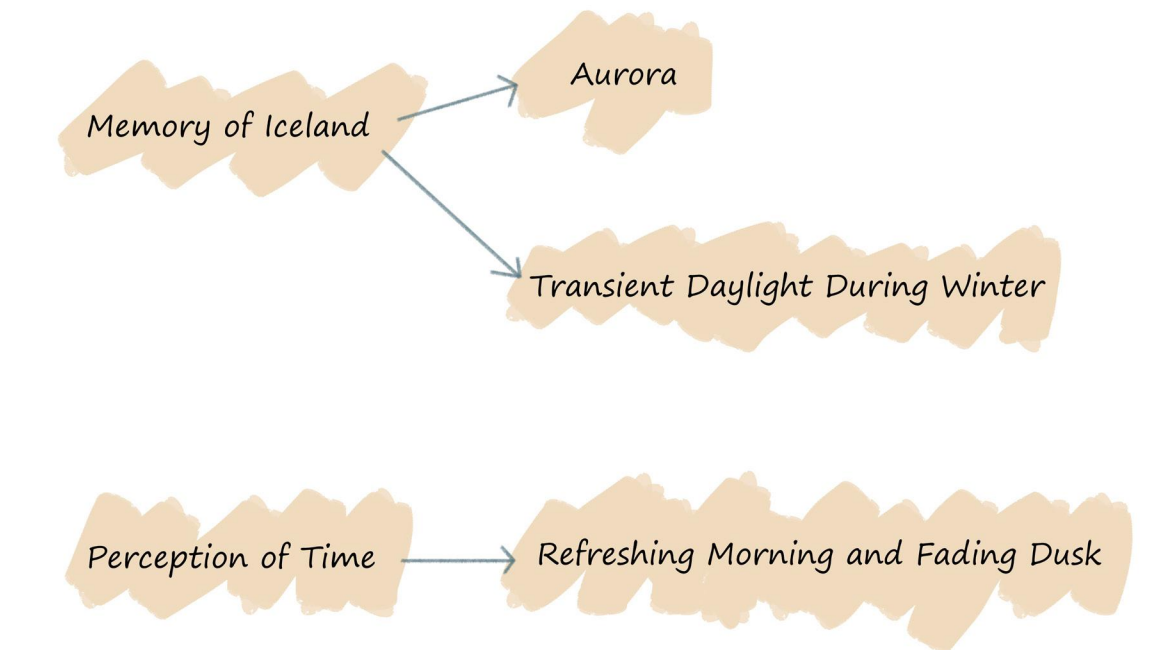 Aurora
Memory of Iceland
Transient Daylight During Winter
Perception of Time
Refreshing Morning and Fading Dusk